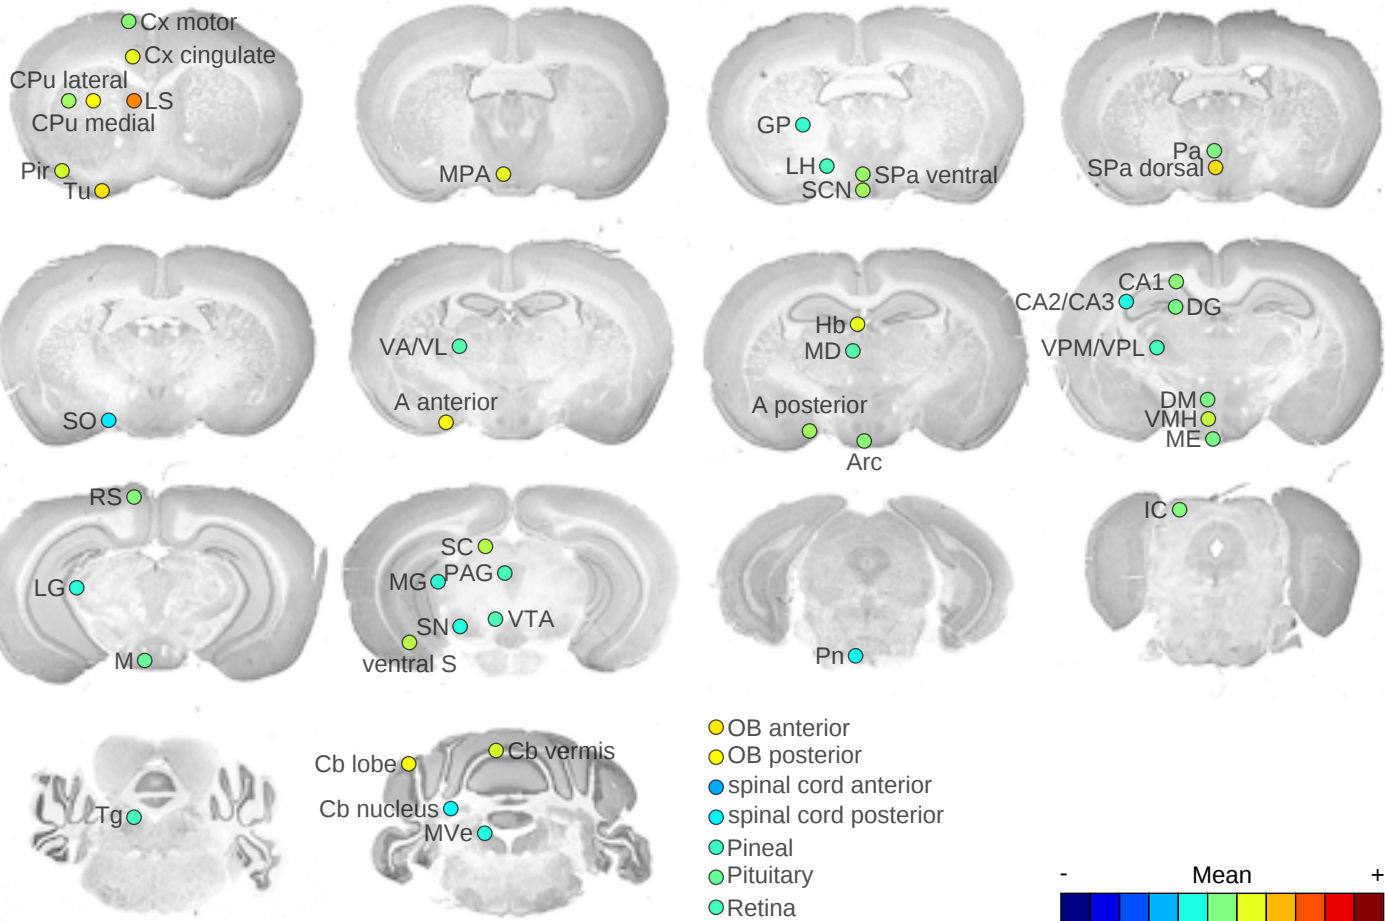 Cx motor
Cx cingulate
CPu lateral
LS
CPu medial
Pir
Tu
MPA
GP
LH
SPa ventral
SCN
Pa
SPa dorsal
SO
VA/VL
A anterior
Hb
MD
A posterior
Arc
CA1
CA2/CA3
DG
VPM/VPL
DM
VMH
ME
RS
LG
M
SC
PAG
MG
VTA
SN
ventral S
Pn
IC
Tg
Cb vermis
Cb lobe
Cb nucleus
MVe
OB anterior
OB posterior
spinal cord anterior
spinal cord posterior
Pineal
Pituitary
Retina
- Mean +